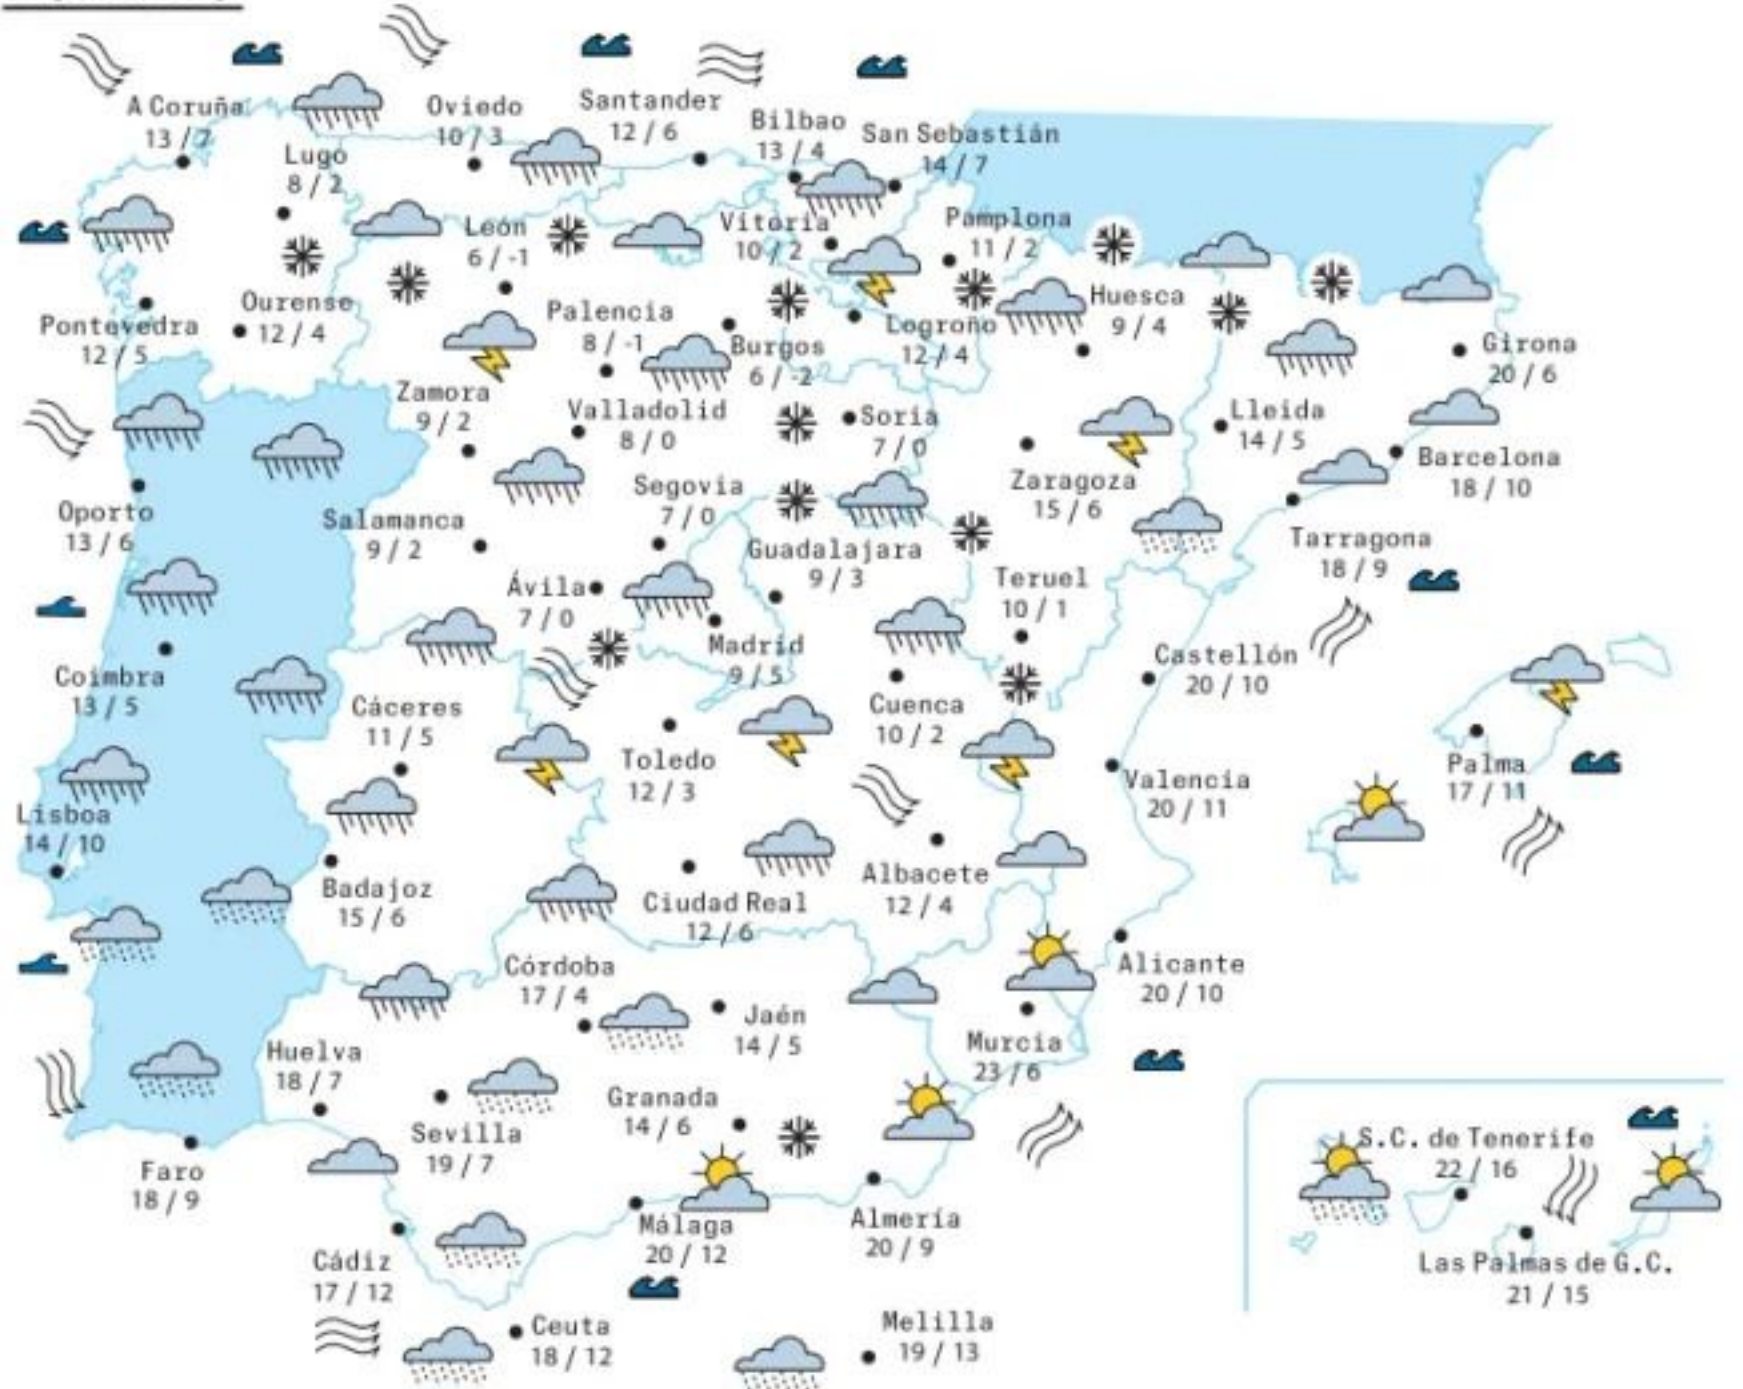 A Coruña
13 / 7
Lugo
8 / 2
Oviedo
10 / 3
Santander
12 / 6
Bilbao
13 / 4
San Sebastián
14 / 7
Vitoria
10 / 2
Pamplona
11 / 2
León
6 / -1
Pontevedra
12 / 5
Ourense
12 / 4
Palencia
8 / -1
Burgos
6 / -2
Logroño
12 / 4
Huesca
9 / 4
Girona
20 / 6
Zamora
9 / 2
Valladolid
8 / 0
Soria
7 / 0
Lleida
14 / 5
Barcelona
18 / 10
Zaragoza
15 / 6
Oporto
13 / 6
Salamanca
9 / 2
Segovia
7 / 0
Guadalajara
9 / 3
Tarragona
18 / 9
Ávila
7 / 0
Teruel
10 / 1
Madrid
9 / 5
Coimbra
13 / 5
Cáceres
11 / 5
Cuenca
10 / 2
Castellón
20 / 10
Toledo
12 / 3
Valencia
20 / 11
Palma
17 / 11
Lisboa
14 / 10
Badajoz
15 / 6
Ciudad Real
12 / 6
Albacete
12 / 4
Alicante
20 / 10
Córdoba
17 / 4
Jaén
14 / 5
Murcia
23 / 6
Huelva
18 / 7
Sevilla
19 / 7
Granada
14 / 6
Faro
18 / 9
Málaga
20 / 12
Almería
20 / 9
Cádiz
17 / 12
Ceuta
18 / 12
Melilla
19 / 13
S.C. de Tenerife
22 / 16
Las Palmas de G.C.
21 / 15